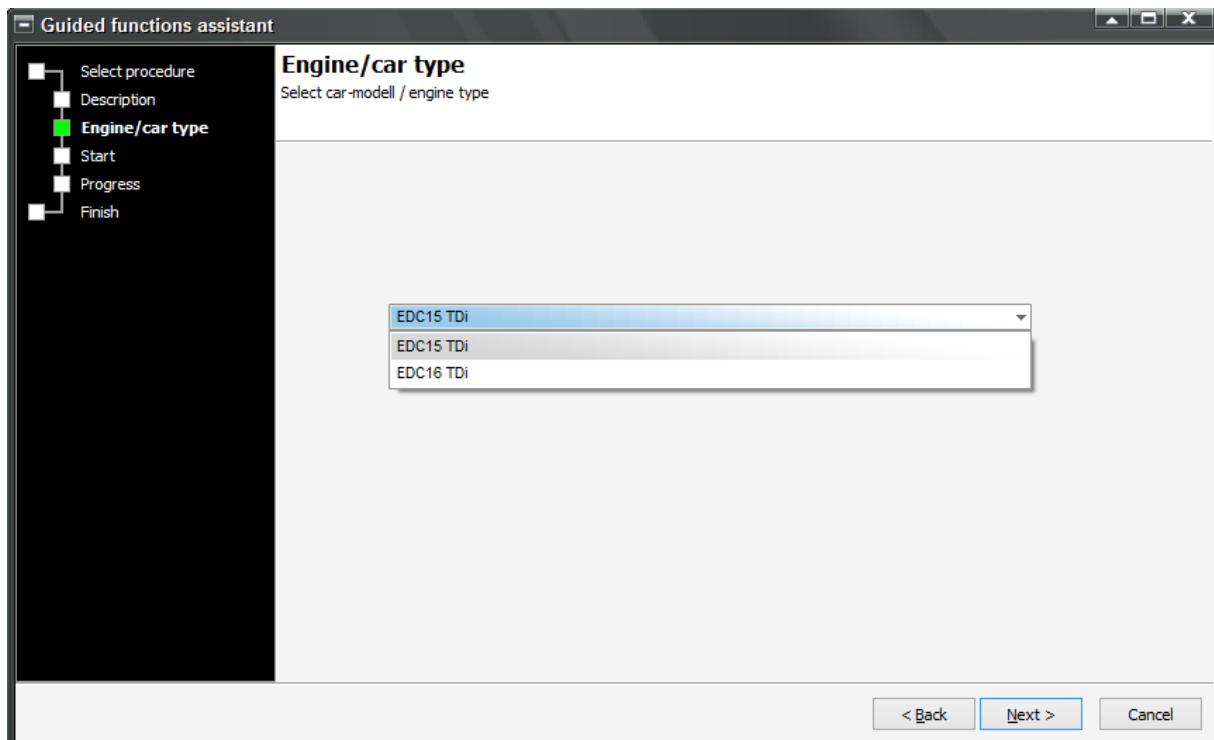 Guided functions assistant
Select procedure
Description
Engine/car type
Start
Progress
Finish
Engine/car type
Select car-modell / engine type
EDC15 TDi
EDC15 TDi
EDC16 TDi
< Back
Next >
Cancel